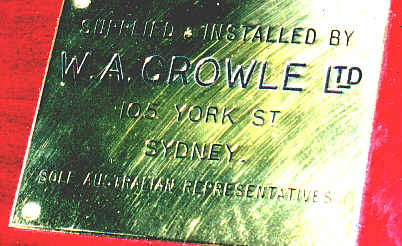 SUPPLIED & INSTALLED BY
W. A. CROWLE LTD
105 YORK ST
SYDNEY.
SOLE AUSTRALIAN REPRESENTATIVES